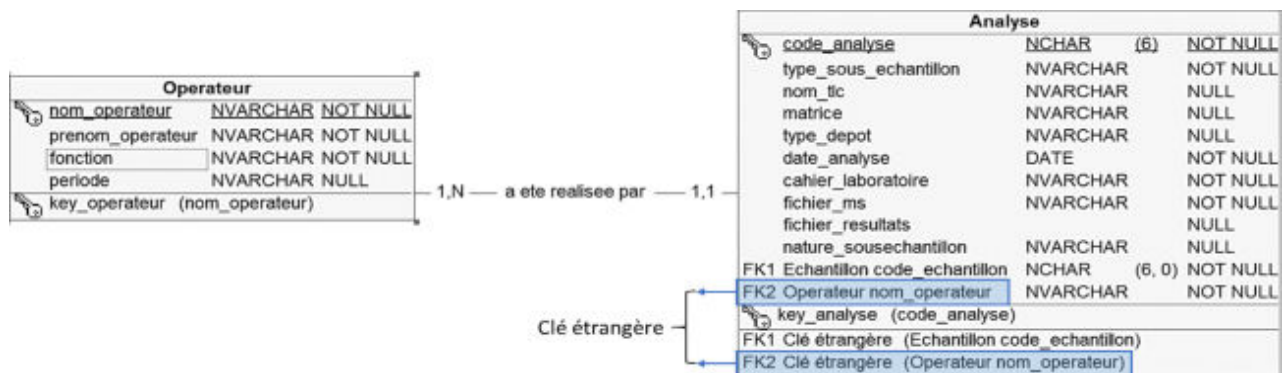 Operateur
nom_operateur NVARCHAR NOT NULL
prenom_operateur NVARCHAR NOT NULL
fonction NVARCHAR NOT NULL
periode NVARCHAR NULL
key_operateur (nom_operateur)
1,N a ete realisee par 1,1
Analyse
code_analyse NCHAR (6) NOT NULL
type_sous_echantillon NVARCHAR NOT NULL
nom_tlc NVARCHAR NULL
matrice NVARCHAR NULL
type_depot NVARCHAR NULL
date_analyse DATE NOT NULL
cahier_laboratoire NVARCHAR NOT NULL
fichier_ms NVARCHAR NOT NULL
fichier_resultats NULL
nature_sousechantillon NVARCHAR NULL
FK1 Echantillon code_echantillon NCHAR (6, 0) NOT NULL
FK2 Operateur nom_operateur NVARCHAR NOT NULL
key_analyse (code_analyse)
FK1 Clé étrangère (Echantillon code_echantillon)
FK2 Clé étrangère (Operateur nom_operateur)
Clé étrangère